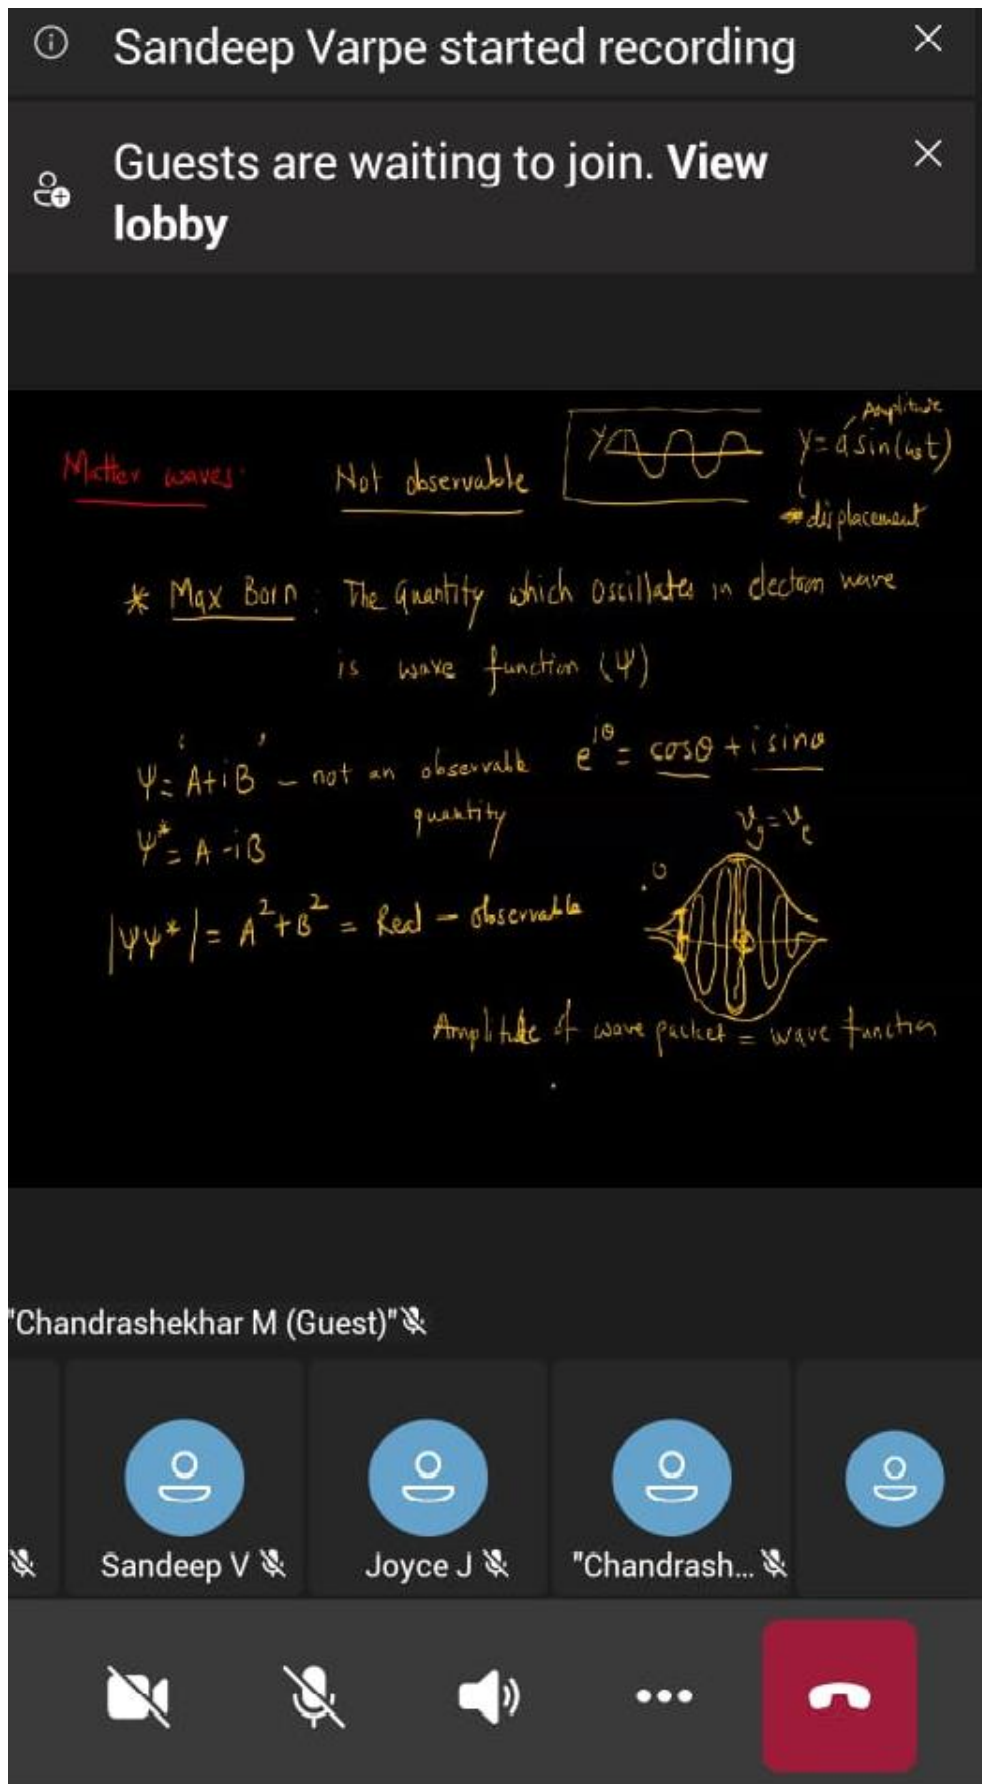 Sandeep Varpe started recording
Guests are waiting to join. View
lobby
Matter waves:
Not observable
y
Amplitude
y = a sin(ωt)
displacement
* Max Born : The Quantity which oscillates in electron wave
is wave function (Ψ)
Ψ = A+iB – not an observable quantity
e^iθ = cosθ + i sinθ
Ψ* = A - iB
v_g = v_e
|ΨΨ*| = A² + B² = Real – observable
Amplitude of wave packet = wave function
"Chandrashekhar M (Guest)"
Sandeep V
Joyce J
"Chandrash...